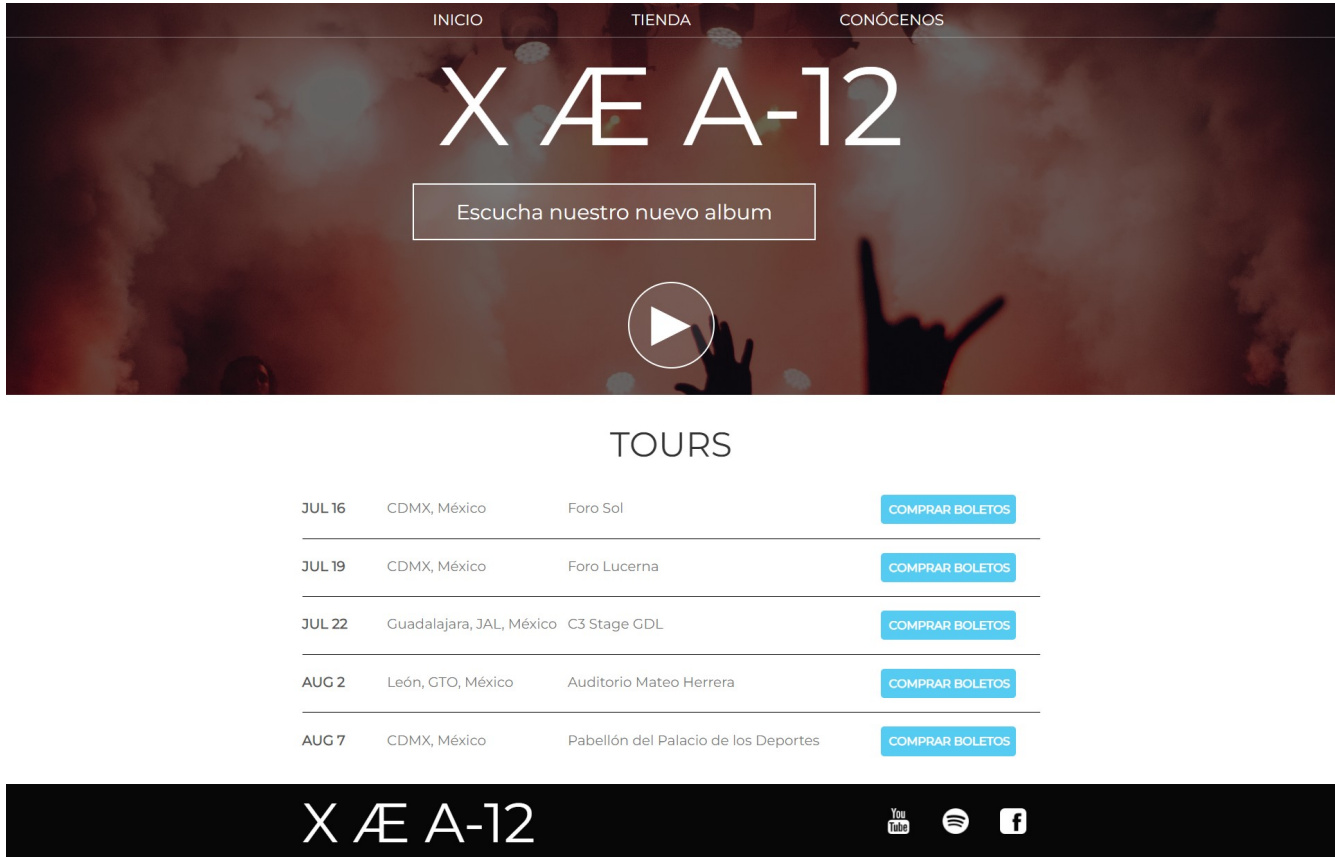 INICIO TIENDA CONÓCENOS
X Æ A-12
Escucha nuestro nuevo album
TOURS
JUL 16 CDMX, México Foro Sol COMPRAR BOLETOS
JUL 19 CDMX, México Foro Lucerna COMPRAR BOLETOS
JUL 22 Guadalajara, JAL, México C3 Stage GDL COMPRAR BOLETOS
AUG 2 León, GTO, México Auditorio Mateo Herrera COMPRAR BOLETOS
AUG 7 CDMX, México Pabellón del Palacio de los Deportes COMPRAR BOLETOS
X Æ A-12 You Tube f